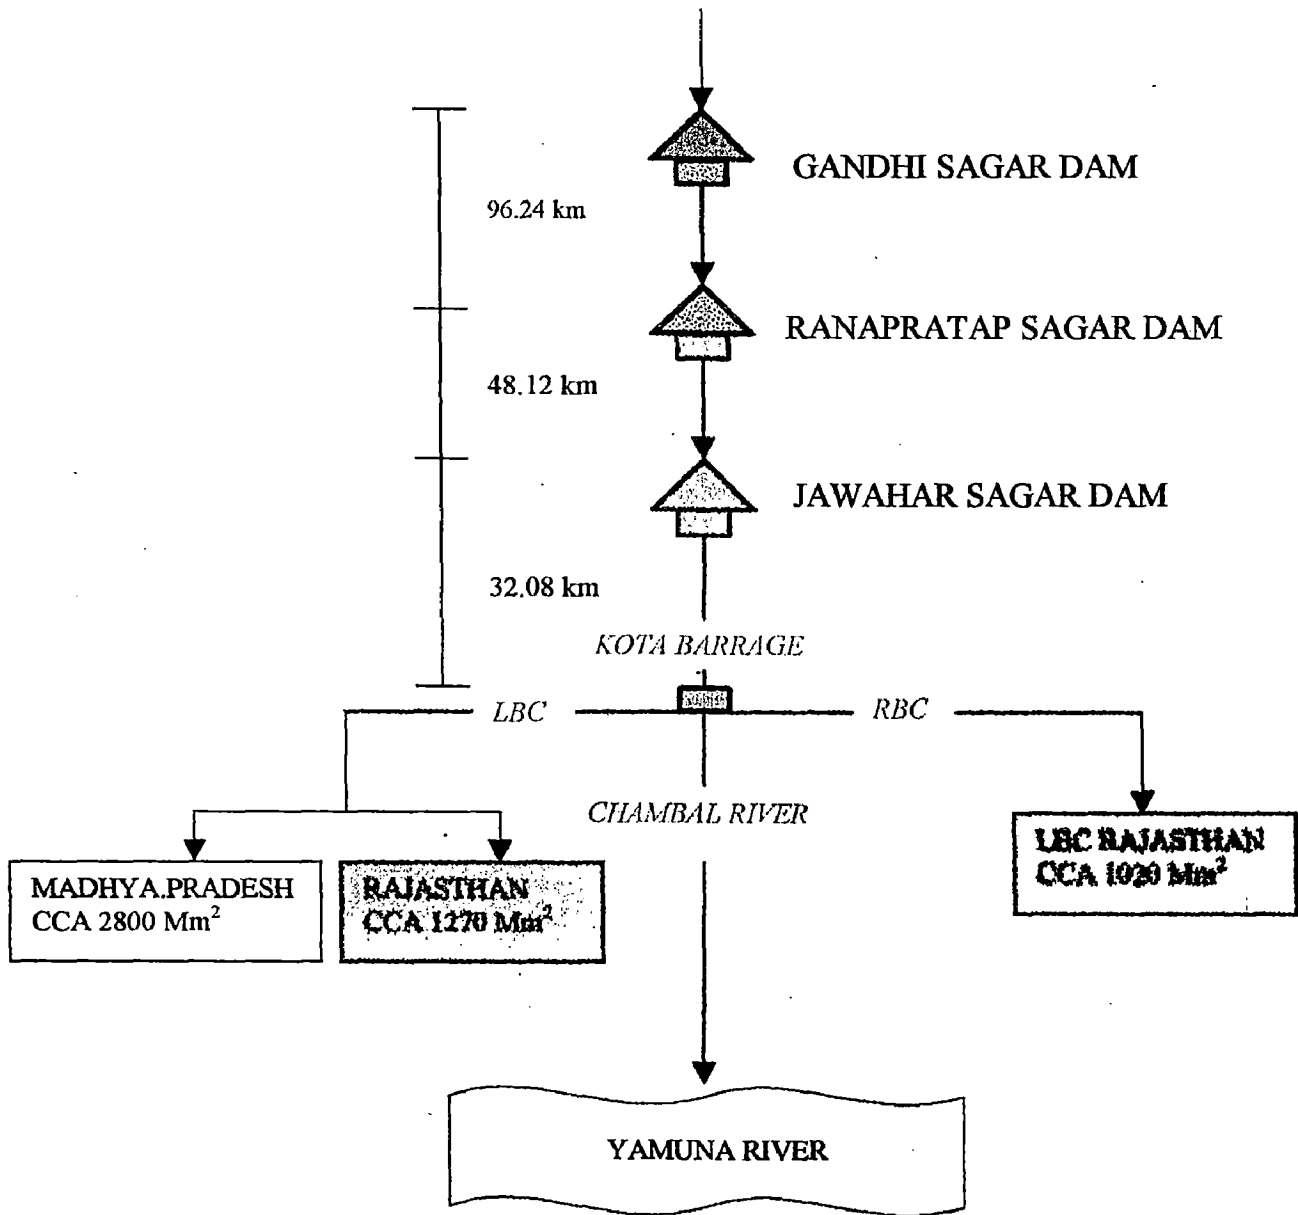 GANDHI SAGAR DAM
96.24 km
RANAPRATAP SAGAR DAM
48.12 km
JAWAHAR SAGAR DAM
32.08 km
KOTA BARRAGE
LBC
RBC
CHAMBAL RIVER
LBC RAJASTHAN
CCA 1020 Mm²
MADHYA.PRADESH
CCA 2800 Mm²
RAJASTHAN
CCA 1270 Mm²
YAMUNA RIVER